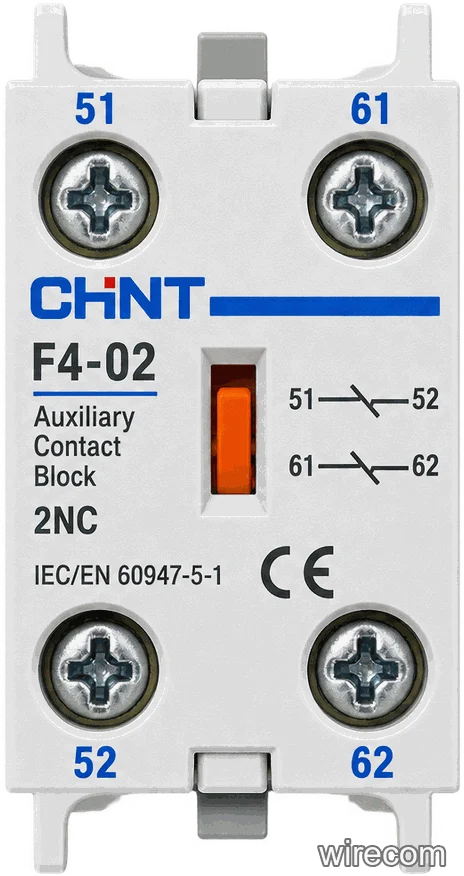 51 61
CHNT
F4-02
Auxiliary
Contact
Block
2NC
IEC/EN 60947-5-1 CE
51 52
61 62
52 62
wirecom